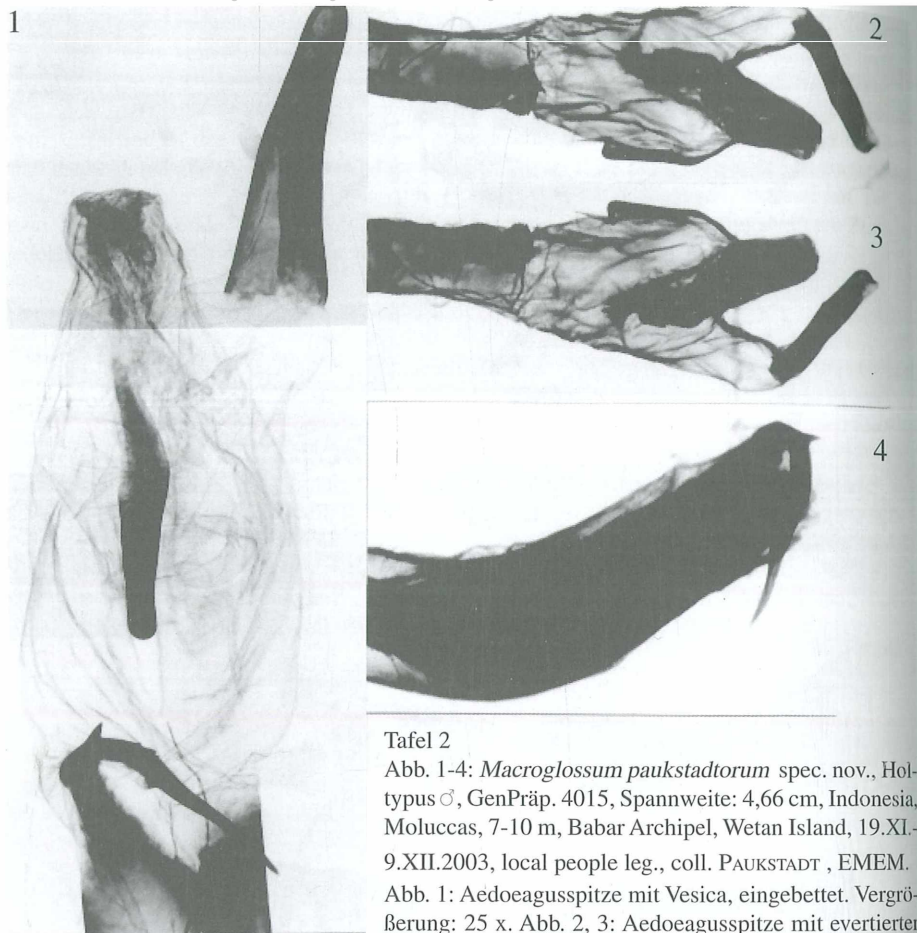 1
2
3
4
Tafel 2
Abb. 1-4: Macroglossum paukstadtorum spec. nov., Hol-
typus ♂, GenPräp. 4015, Spannweite: 4,66 cm, Indonesia,
Moluccas, 7-10 m, Babar Archipel, Wetan Island, 19.XI.-
9.XII.2003, local people leg., coll. PAUKSTADT , EMEM.
Abb. 1: Aedoeagusspitze mit Vesica, eingebettet. Vergrö-
ßerung: 25 x. Abb. 2, 3: Aedoeagusspitze mit evertierter